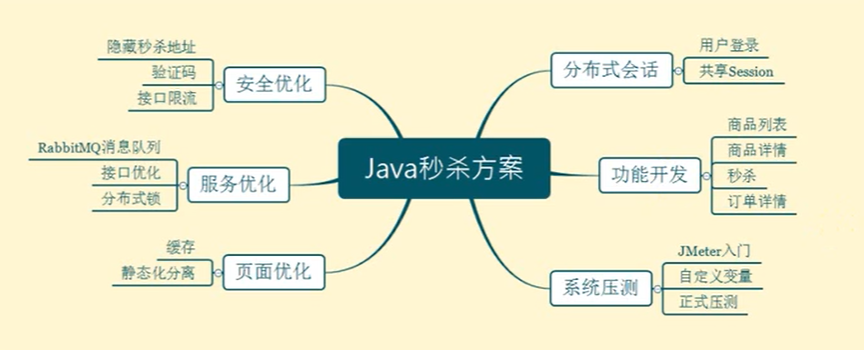 Java秒杀方案
分布式会话
用户登录
共享Session
功能开发
商品列表
商品详情
秒杀
订单详情
系统压测
JMeter入门
自定义变量
正式压测
安全优化
隐藏秒杀地址
验证码
接口限流
服务优化
RabbitMQ消息队列
接口优化
分布式锁
页面优化
缓存
静态化分离